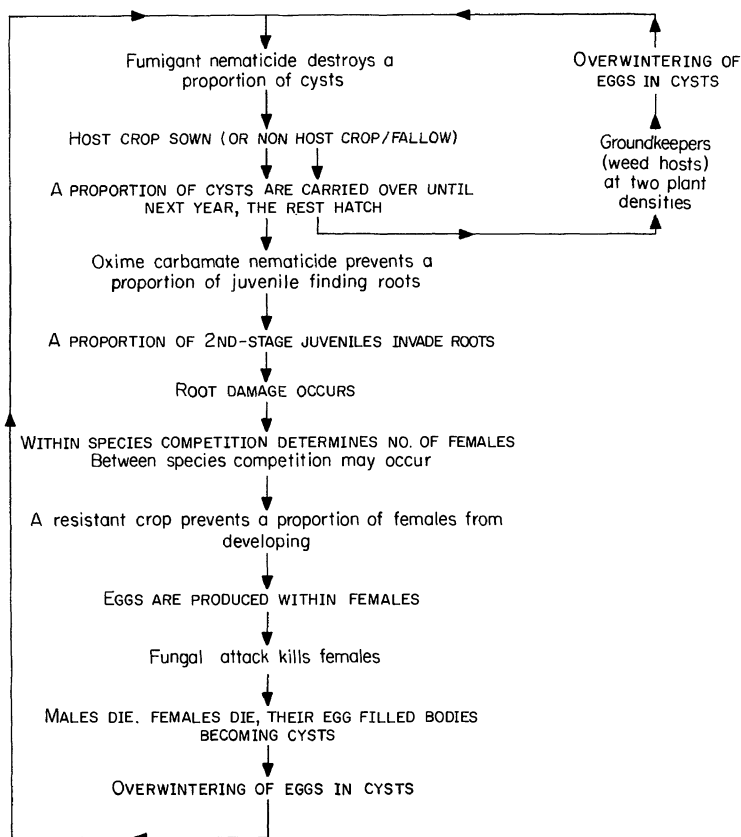 Fumigant nematicide destroys a
proportion of cysts
HOST CROP SOWN (OR NON HOST CROP/FALLOW)
A PROPORTION OF CYSTS ARE CARRIED OVER UNTIL
NEXT YEAR, THE REST HATCH
Oxime carbamate nematicide prevents a
proportion of juvenile finding roots
A PROPORTION OF 2ND-STAGE JUVENILES INVADE ROOTS
ROOT DAMAGE OCCURS
WITHIN SPECIES COMPETITION DETERMINES NO. OF FEMALES
Between species competition may occur
A resistant crop prevents a proportion of females from
developing
EGGS ARE PRODUCED WITHIN FEMALES
Fungal attack kills females
MALES DIE. FEMALES DIE, THEIR EGG FILLED BODIES
BECOMING CYSTS
OVERWINTERING OF EGGS IN CYSTS
OVERWINTERING OF
EGGS IN CYSTS
Groundkeepers
(weed hosts)
at two plant
densities